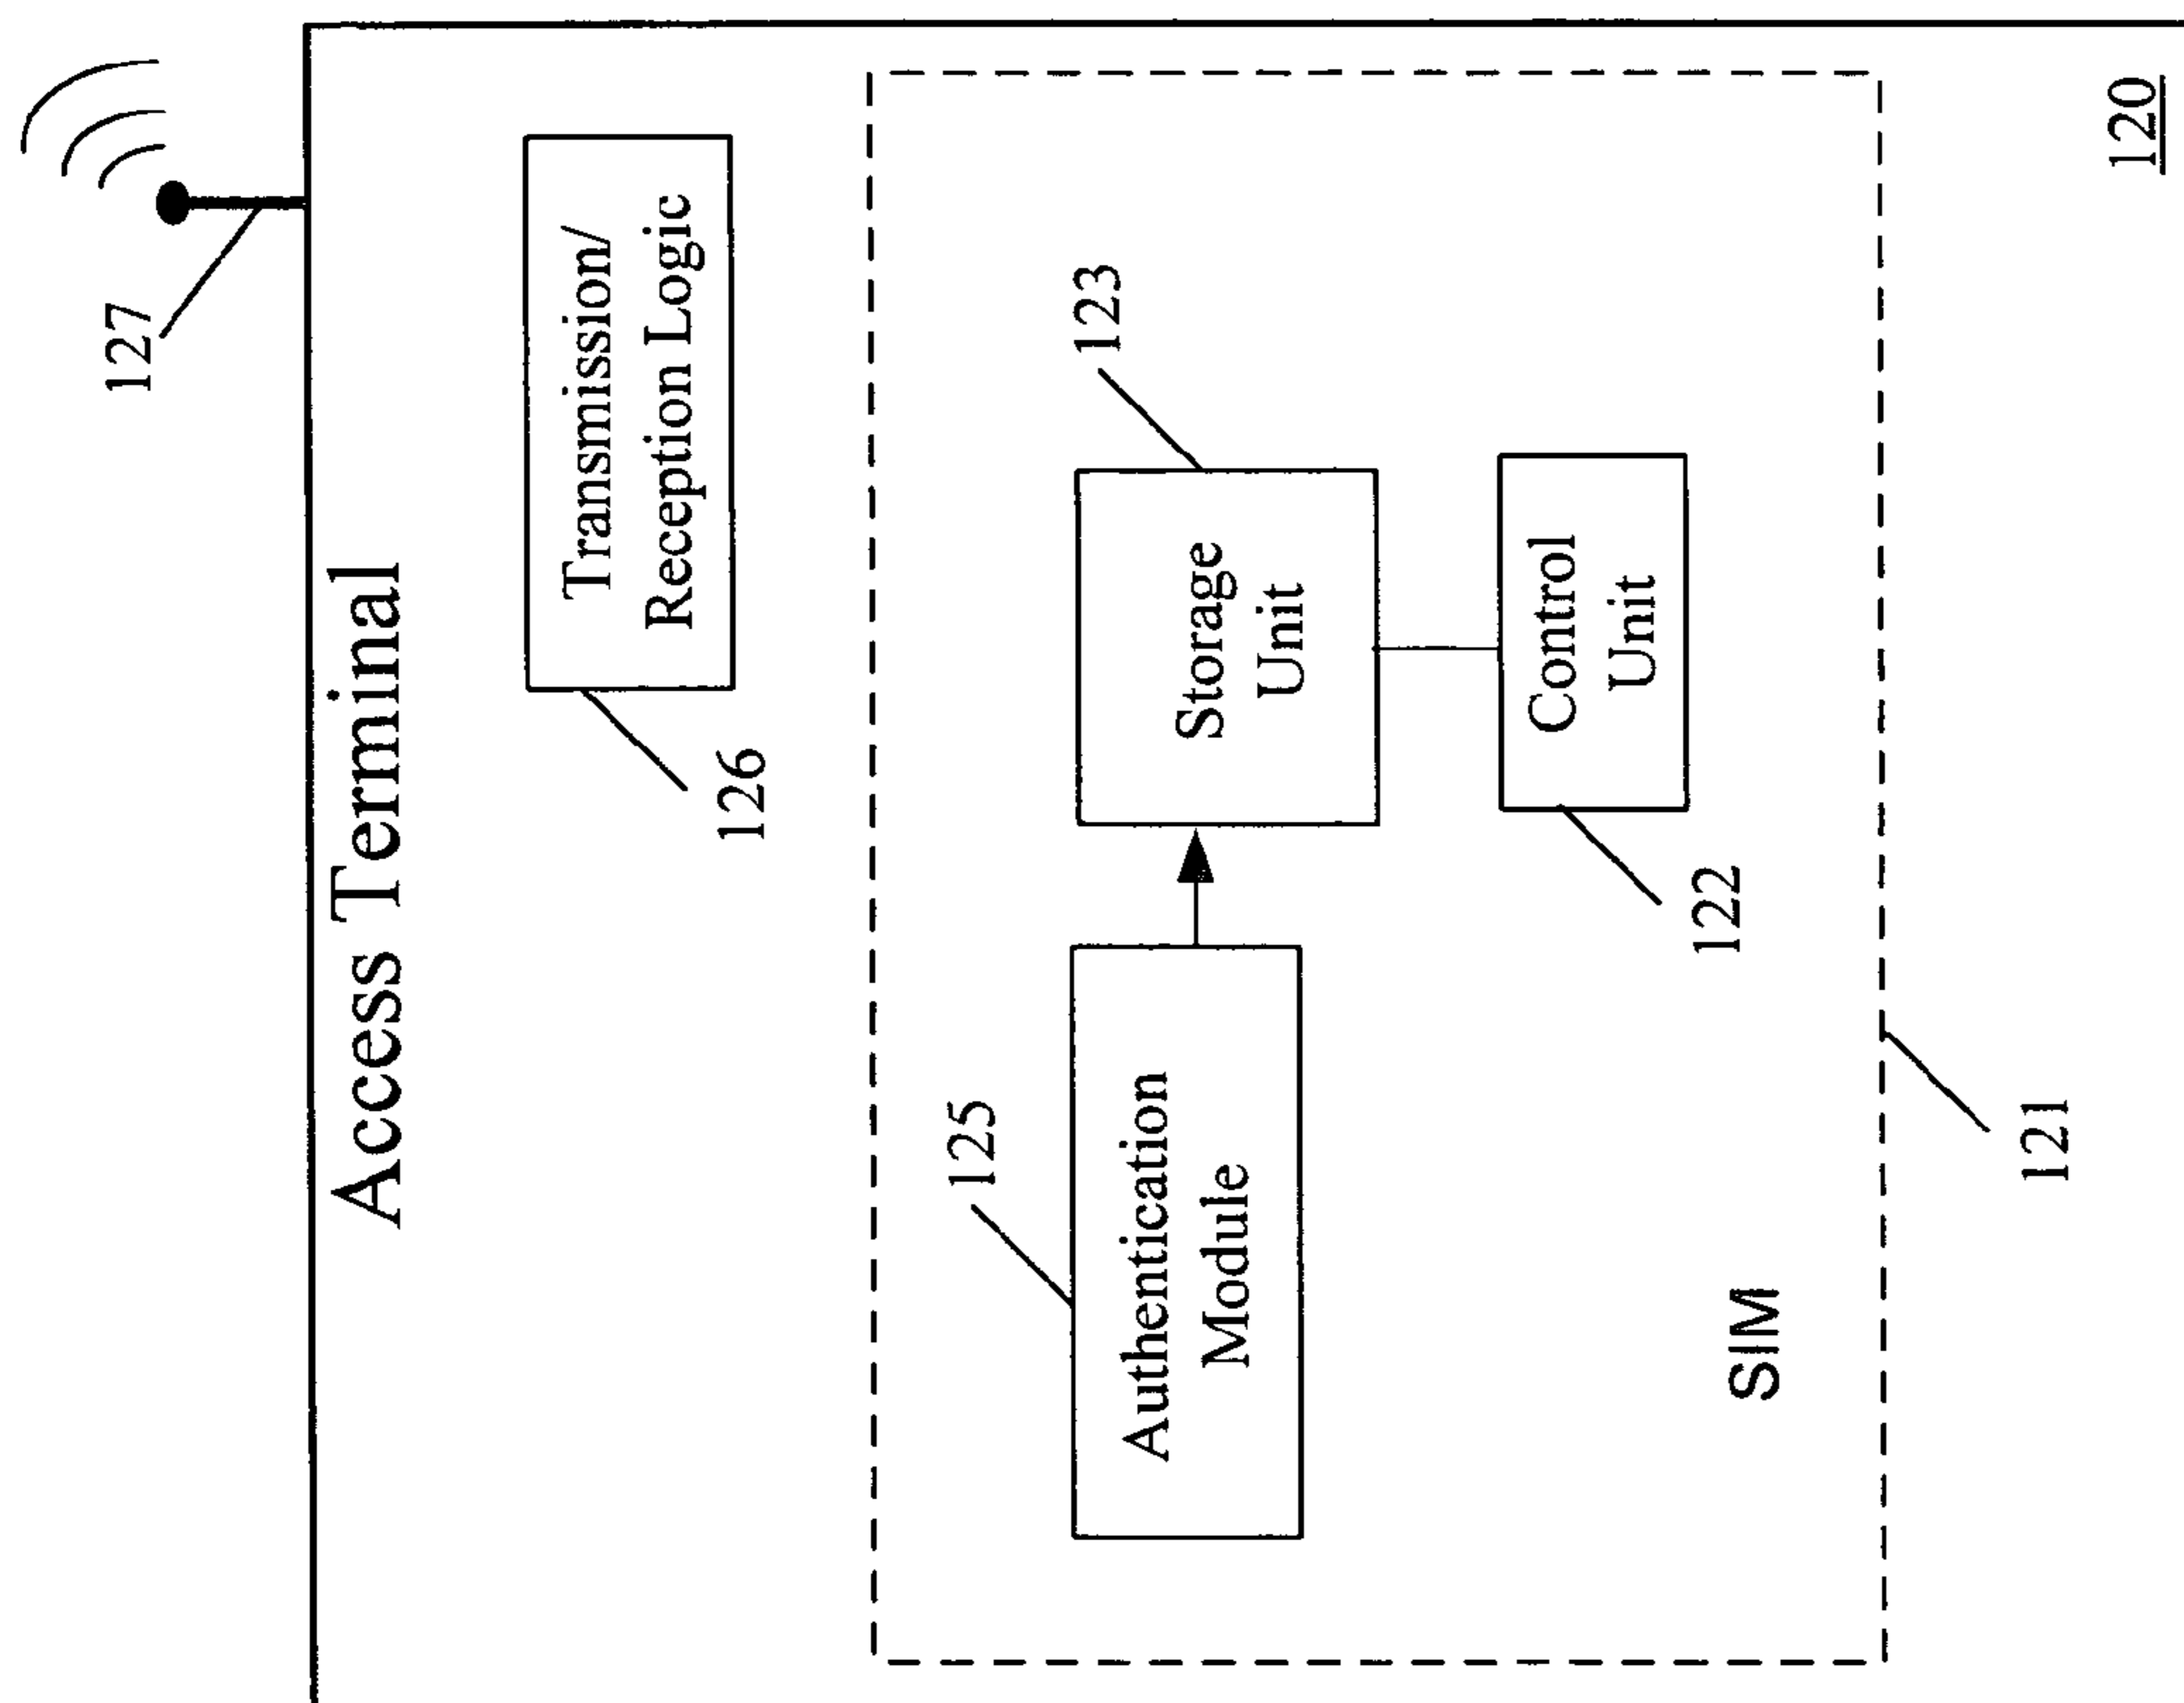 127
Access Terminal
Transmission/
Reception Logic
126
125
123
Authentication
Module
Storage
Unit
Control
Unit
122
SIM
121
120